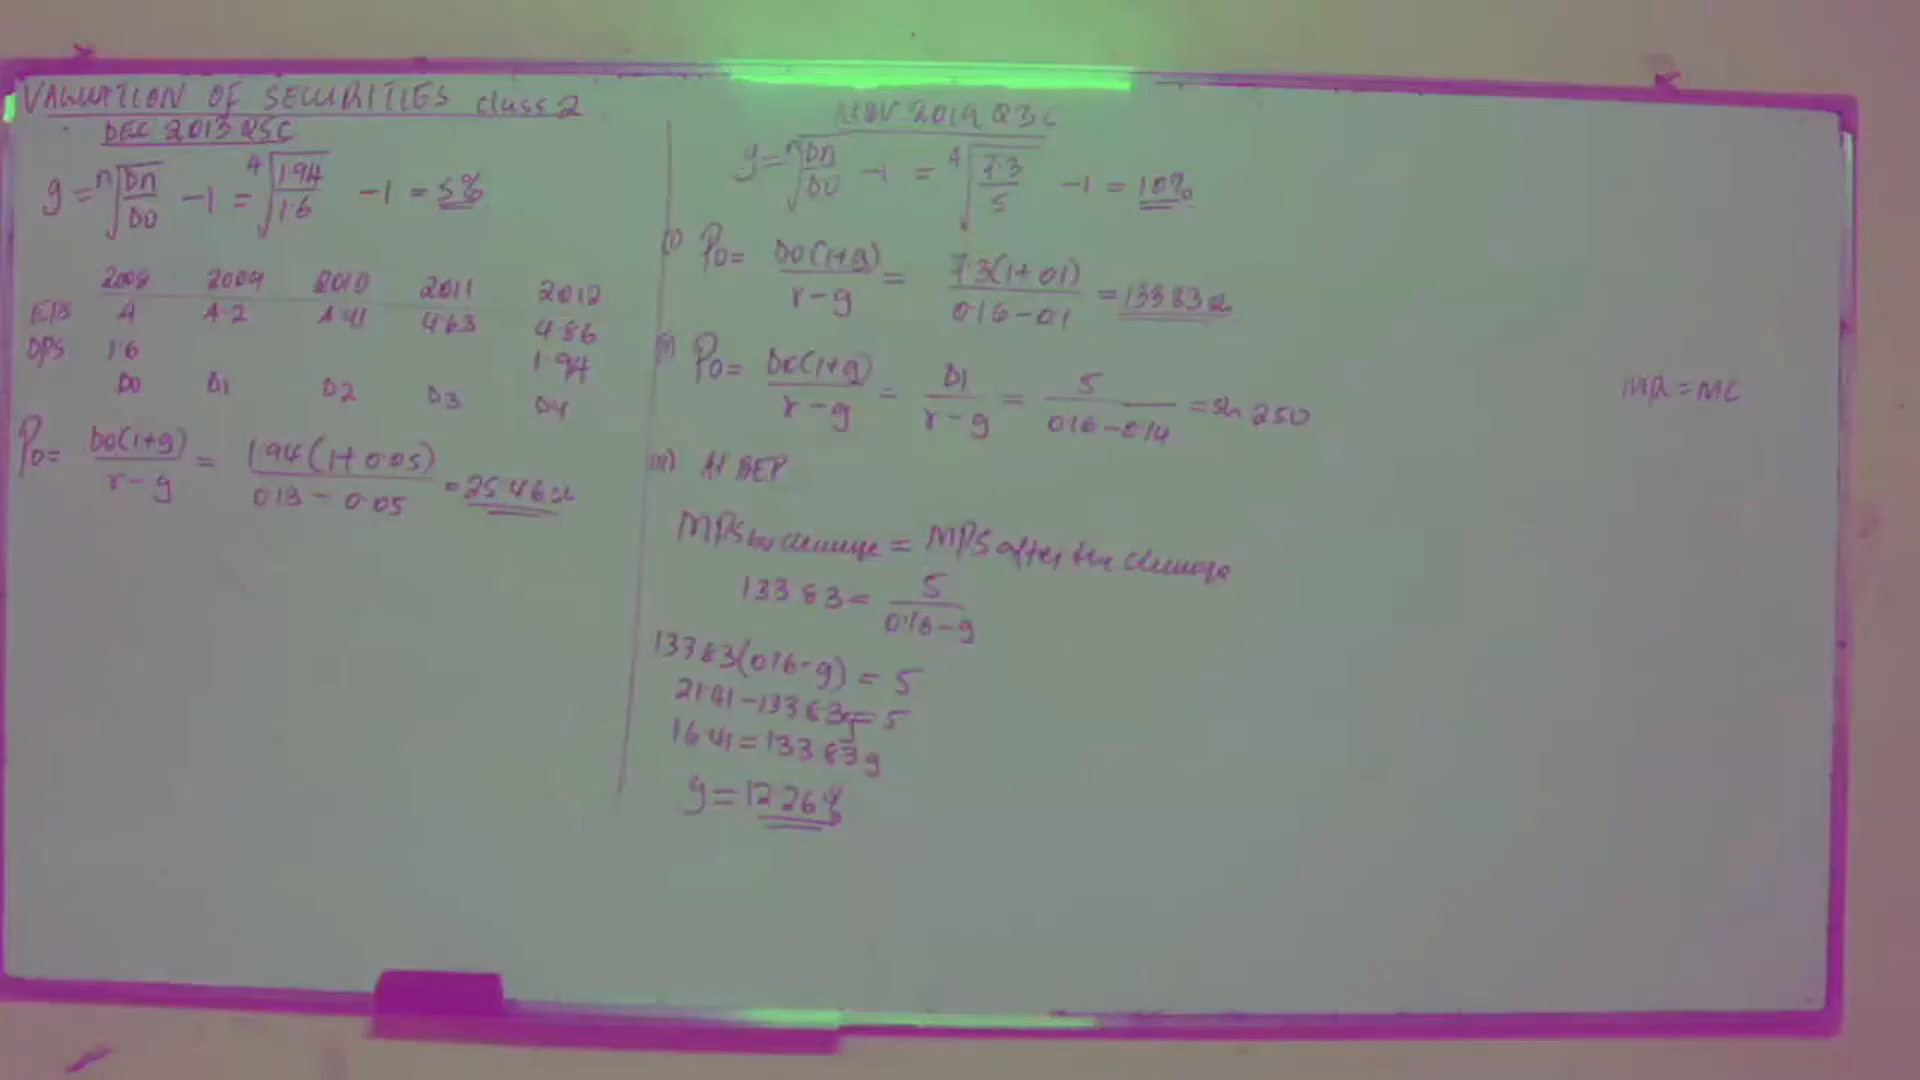 VALUATION OF SECURITIES class 2
DEC 2013 Q5C
g = n√(Dn/D0) - 1 = 4√(1.94/1.6) - 1 = 5%
2008 2009 2010 2011 2012
EPS 4 4.2 4.41 4.63 4.86
DPS 1.6 1.94
D0 D1 D2 D3 D4
P0 = D0(1+g)/r-g = 1.94(1+0.05)/0.13-0.05 = 25.46
NOV 2019 Q3C
g = n√(Dn/D0) - 1 = 4√(7.3/5) - 1 = 10%
(i) P0 = D0(1+g)/r-g = 7.3(1+0.1)/0.16-0.1 = 133.83
(ii) P0 = D0(1+g)/r-g = D1/r-g = 5/0.16-0.14 = sh 250
(iii) At BEP
MPS change = MPS after the change
133.83 = 5/0.16-g
133.83(0.16-g) = 5
21.41-133.83g = 5
16.41 = 133.83g
g = 12.26%
MR = MC